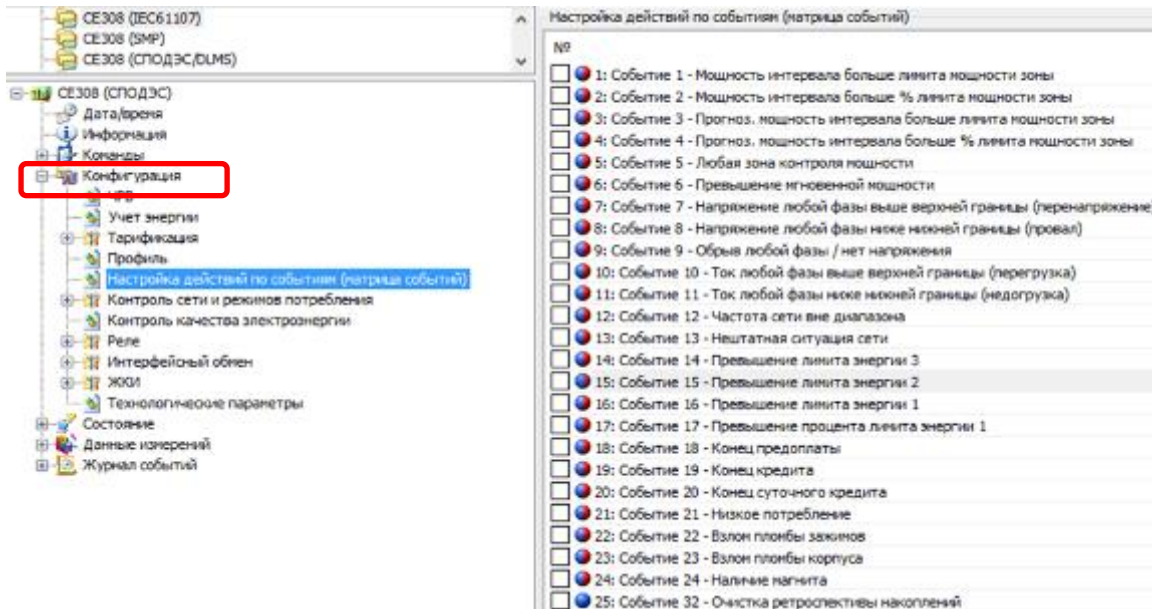 CE308 (IEC61107)
CE308 (SMP)
CE308 (СПОДЭС/DLMS)
CE308 (СПОДЭС)
Дата/время
Информация
Команды
Конфигурация
Учет энергии
Тарификация
Профиль
Настройка действий по событиям (матрица событий)
Контроль сети и режимов потребления
Контроль качества электроэнергии
Реле
Интерфейсный обмен
ЖКИ
Технологические параметры
Состояние
Данные измерений
Журнал событий
Настройка действий по событиям (матрица событий)
№
1: Событие 1 - Мощность интервала больше лимита мощности зоны
2: Событие 2 - Мощность интервала больше % лимита мощности зоны
3: Событие 3 - Прогноз. мощность интервала больше лимита мощности зоны
4: Событие 4 - Прогноз. мощность интервала больше % лимита мощности зоны
5: Событие 5 - Любая зона контроля мощности
6: Событие 6 - Превышение мгновенной мощности
7: Событие 7 - Напряжение любой фазы выше верхней границы (перенапряжение)
8: Событие 8 - Напряжение любой фазы ниже нижней границы (провал)
9: Событие 9 - Обрыв любой фазы / нет напряжения
10: Событие 10 - Ток любой фазы выше верхней границы (перегрузка)
11: Событие 11 - Ток любой фазы ниже нижней границы (недогрузка)
12: Событие 12 - Частота сети вне диапазона
13: Событие 13 - Нештатная ситуация сети
14: Событие 14 - Превышение лимита энергии 3
15: Событие 15 - Превышение лимита энергии 2
16: Событие 16 - Превышение лимита энергии 1
17: Событие 17 - Превышение процента лимита энергии 1
18: Событие 18 - Конец предоплаты
19: Событие 19 - Конец кредита
20: Событие 20 - Конец суточного кредита
21: Событие 21 - Низкое потребление
22: Событие 22 - Взлом пломбы зажимов
23: Событие 23 - Взлом пломбы корпуса
24: Событие 24 - Наличие магнита
25: Событие 32 - Очистка ретроспективы накоплений